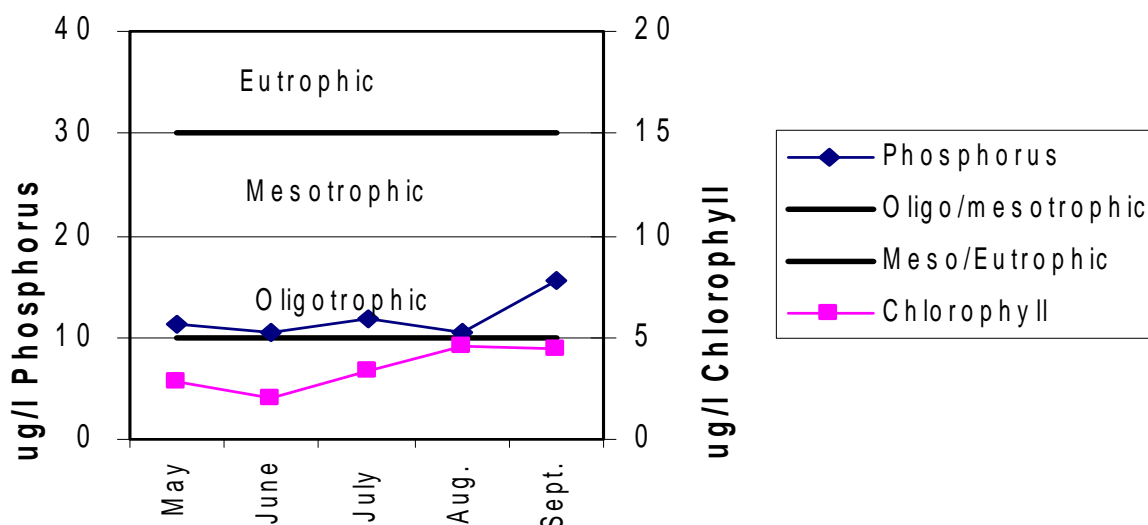 ug/l Phosphorus
40
30
20
10
0
Eutrophic
Mesotrophic
Oligotrophic
20
15
10
5
0
ug/l Chlorophyll
May
June
July
Aug.
Sept.
Phosphorus
Oligo/mesotrophic
Meso/Eutrophic
Chlorophyll